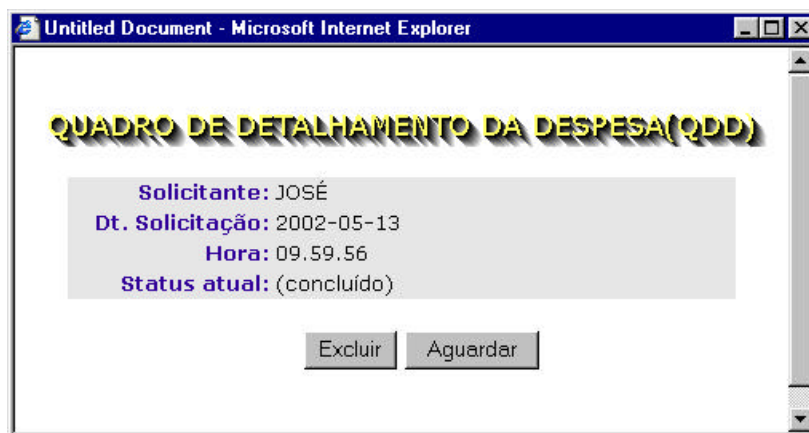 Untitled Document - Microsoft Internet Explorer
QUADRO DE DETALHAMENTO DA DESPESA(QDD)
Solicitante: JOSÉ
Dt. Solicitação: 2002-05-13
Hora: 09.59.56
Status atual: (concluído)
Excluir Aguardar